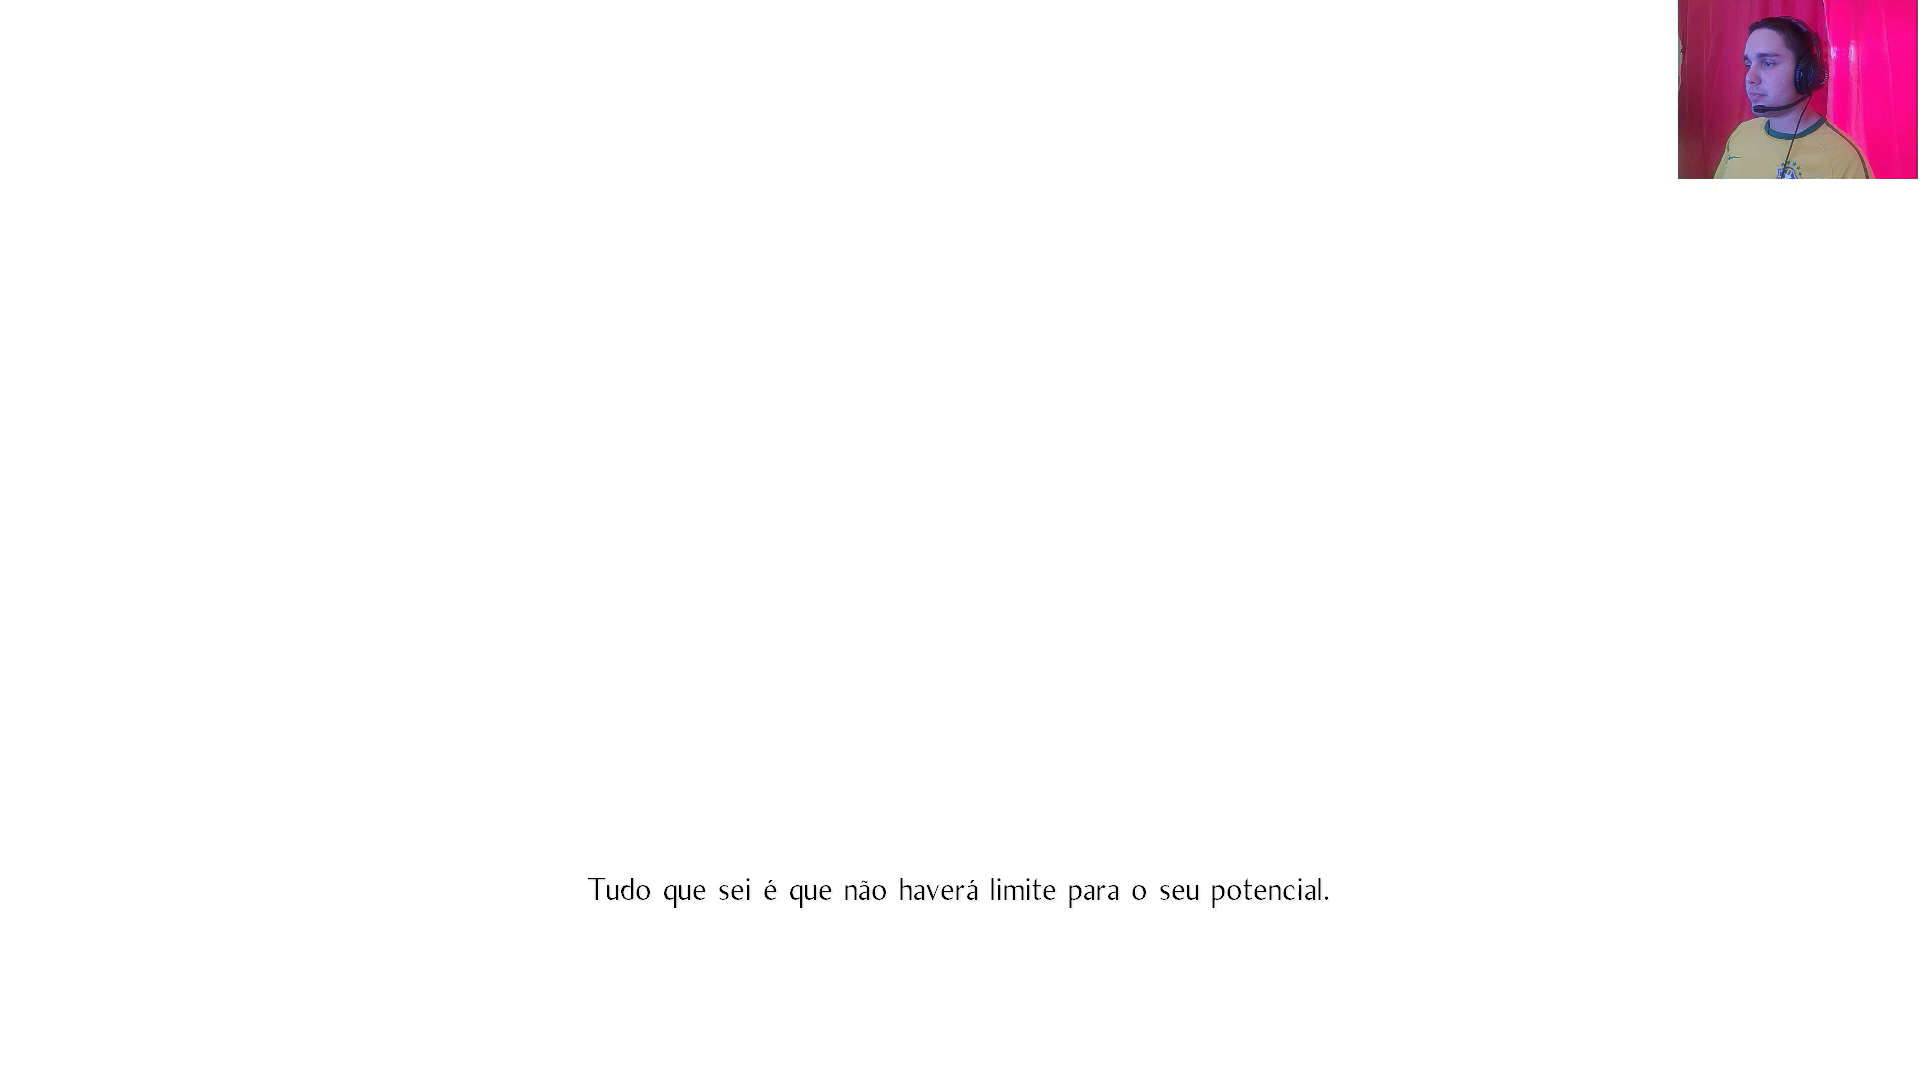 Tudo que sei é que não haverá limite para o seu potencial.